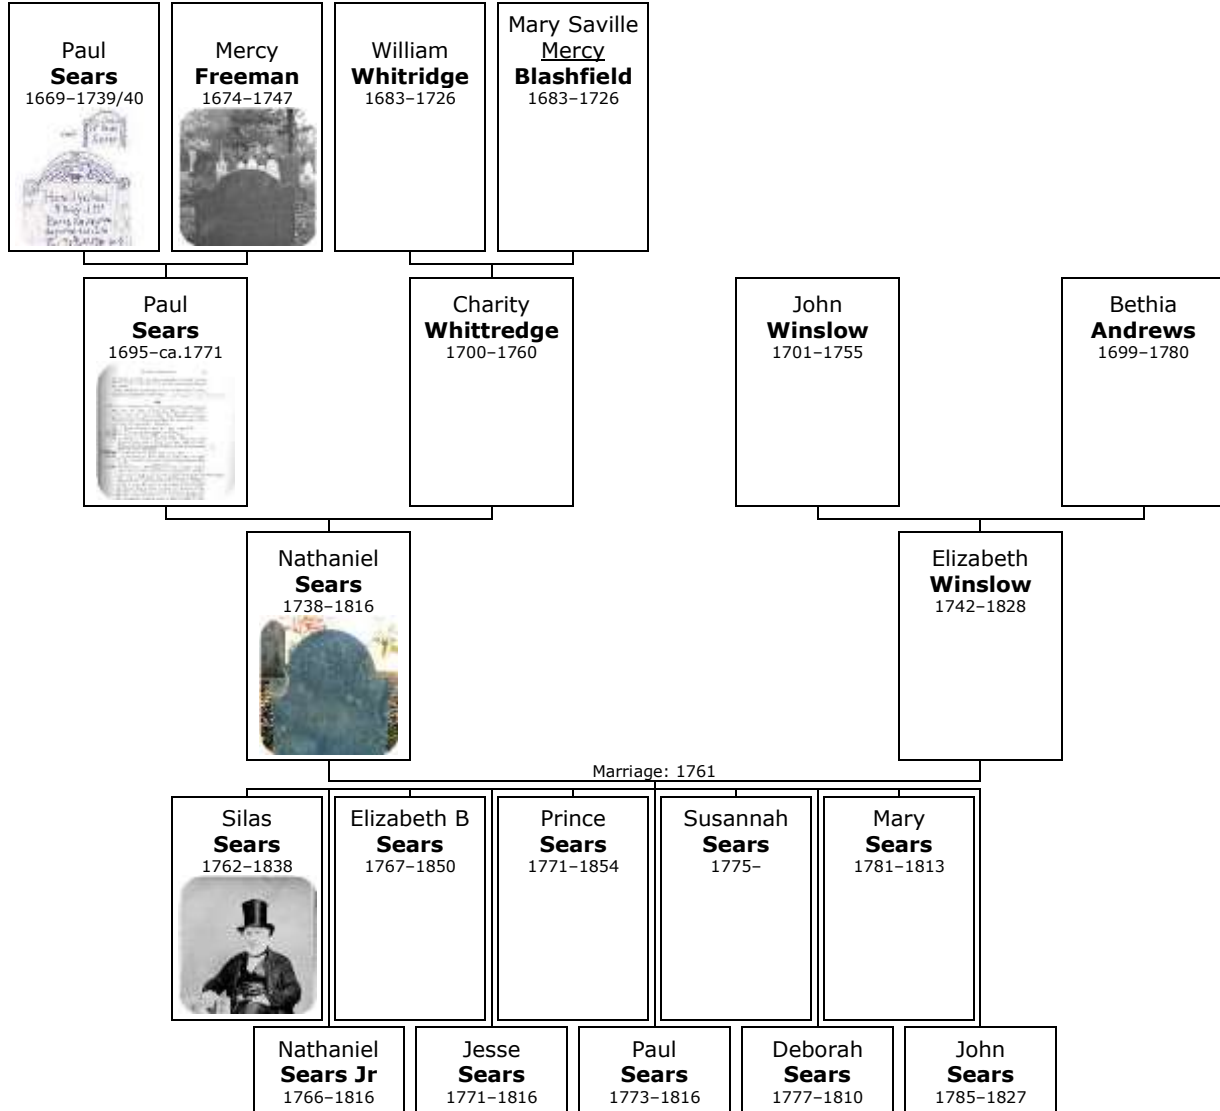 Paul
Sears
1669–1739/40
Mercy
Freeman
1674–1747
William
Whitridge
1683–1726
Mary Saville
Mercy
Blashfield
1683–1726
Paul
Sears
1695–ca.1771
Charity
Whittredge
1700–1760
John
Winslow
1701–1755
Bethia
Andrews
1699–1780
Nathaniel
Sears
1738–1816
Elizabeth
Winslow
1742–1828
Marriage: 1761
Silas
Sears
1762–1838
Elizabeth B
Sears
1767–1850
Prince
Sears
1771–1854
Susannah
Sears
1775–
Mary
Sears
1781–1813
Nathaniel
Sears Jr
1766–1816
Jesse
Sears
1771–1816
Paul
Sears
1773–1816
Deborah
Sears
1777–1810
John
Sears
1785–1827